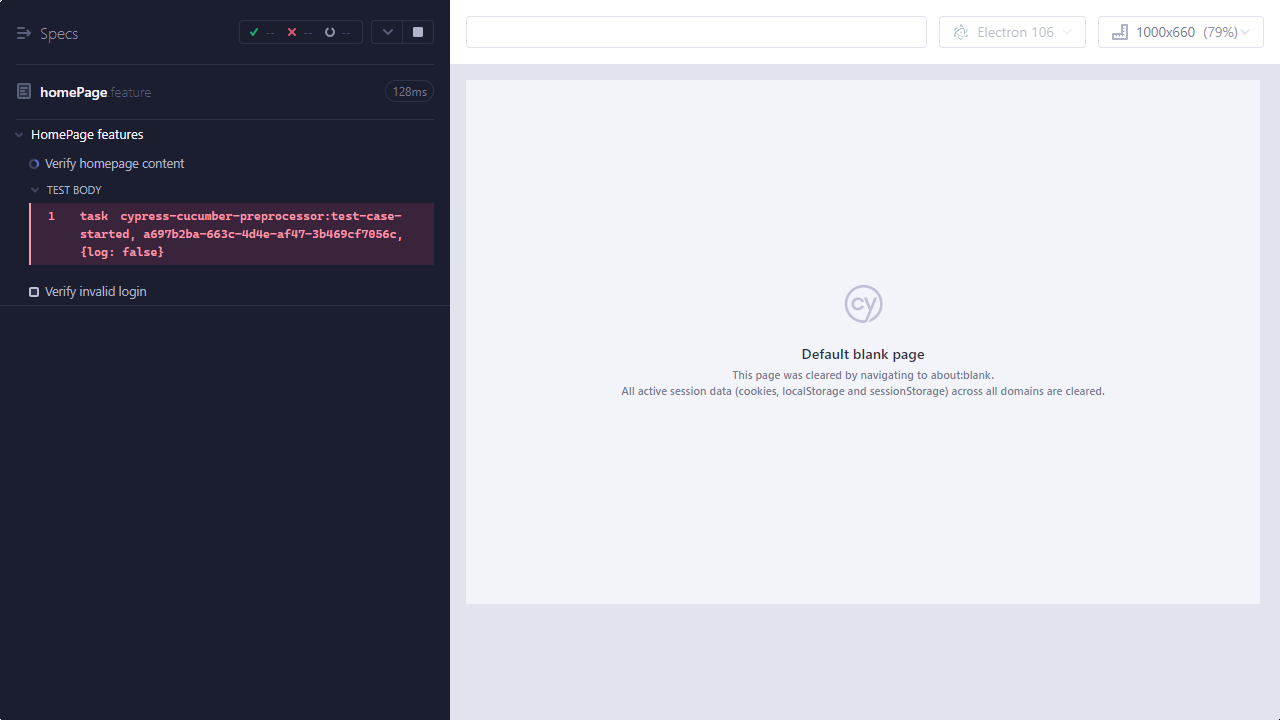 Specs
-- -- --
homePage.feature 128ms
HomePage features
Verify homepage content
TEST BODY
1 task cypress-cucumber-preprocessor:test-case-
started, a697b2ba-663c-4d4e-af47-3b469cf7056c,
{log: false}
Verify invalid login
Electron 106
1000x660 (79%)
cy
Default blank page
This page was cleared by navigating to about:blank.
All active session data (cookies, localStorage and sessionStorage) across all domains are cleared.